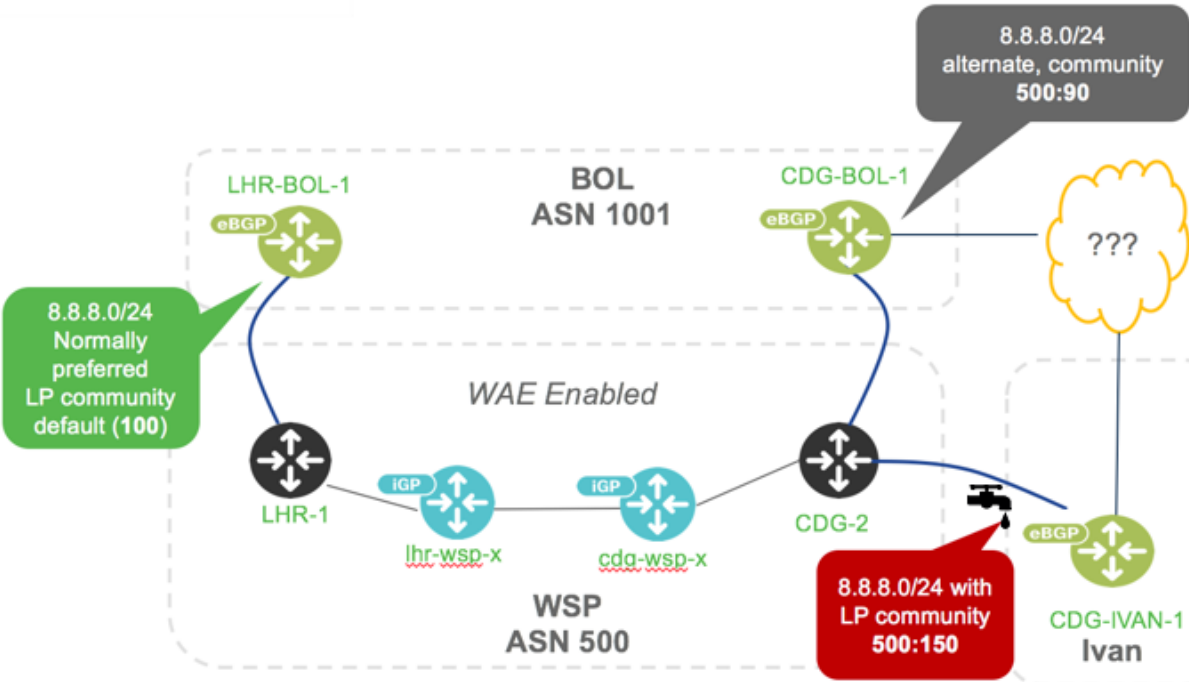 8.8.8.0/24
alternate, community
500:90
LHR-BOL-1
BOL
ASN 1001
CDG-BOL-1
eBGP
eBGP
???
8.8.8.0/24
Normally
preferred
LP community
default (100)
WAE Enabled
LHR-1
iGP
lhr-wsp-x
iGP
cdg-wsp-x
CDG-2
eBGP
8.8.8.0/24 with
LP community
500:150
WSP
ASN 500
CDG-IVAN-1
Ivan